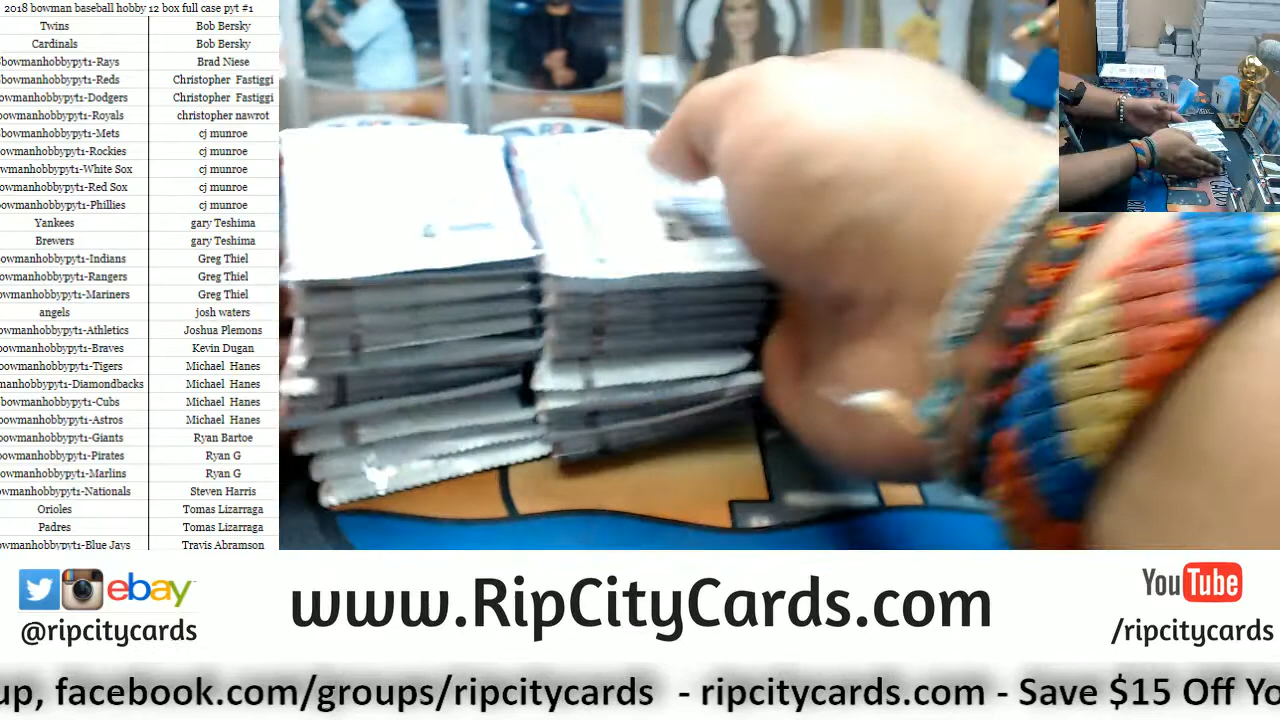 2018 bowman baseball hobby 12 box full case pyt #1
Twins Bob Bersky
Cardinals Bob Bersky
bowmanhobbypyt1-Rays Brad Niese
bowmanhobbypyt1-Reds Christopher Fastiggi
owmanhobbypyt1-Dodgers Christopher Fastiggi
owmanhobbypyt1-Royals christopher nawrot
bowmanhobbypyt1-Mets cj munroe
owmanhobbypyt1-Rockies cj munroe
wmanhobbypyt1-White Sox cj munroe
wmanhobbypyt1-Red Sox cj munroe
owmanhobbypyt1-Phillies cj munroe
Yankees gary Teshima
Brewers gary Teshima
owmanhobbypyt1-Indians Greg Thiel
owmanhobbypyt1-Rangers Greg Thiel
wmanhobbypyt1-Mariners Greg Thiel
angels josh waters
owmanhobbypyt1-Athletics Joshua Plemons
owmanhobbypyt1-Braves Kevin Dugan
owmanhobbypyt1-Tigers Michael Hanes
manhobbypyt1-Diamondbacks Michael Hanes
bowmanhobbypyt1-Cubs Michael Hanes
owmanhobbypyt1-Astros Michael Hanes
owmanhobbypyt1-Giants Ryan Bartoe
owmanhobbypyt1-Pirates Ryan G
owmanhobbypyt1-Marlins Ryan G
wmanhobbypyt1-Nationals Steven Harris
Orioles Tomas Lizarraga
Padres Tomas Lizarraga
owmanhobbypyt1-Blue Jays Travis Abramson
ebay
@ripcitycards
www.RipCityCards.com
YouTube
/ripcitycards
up, facebook.com/groups/ripcitycards - ripcitycards.com - Save $15 Off Yo